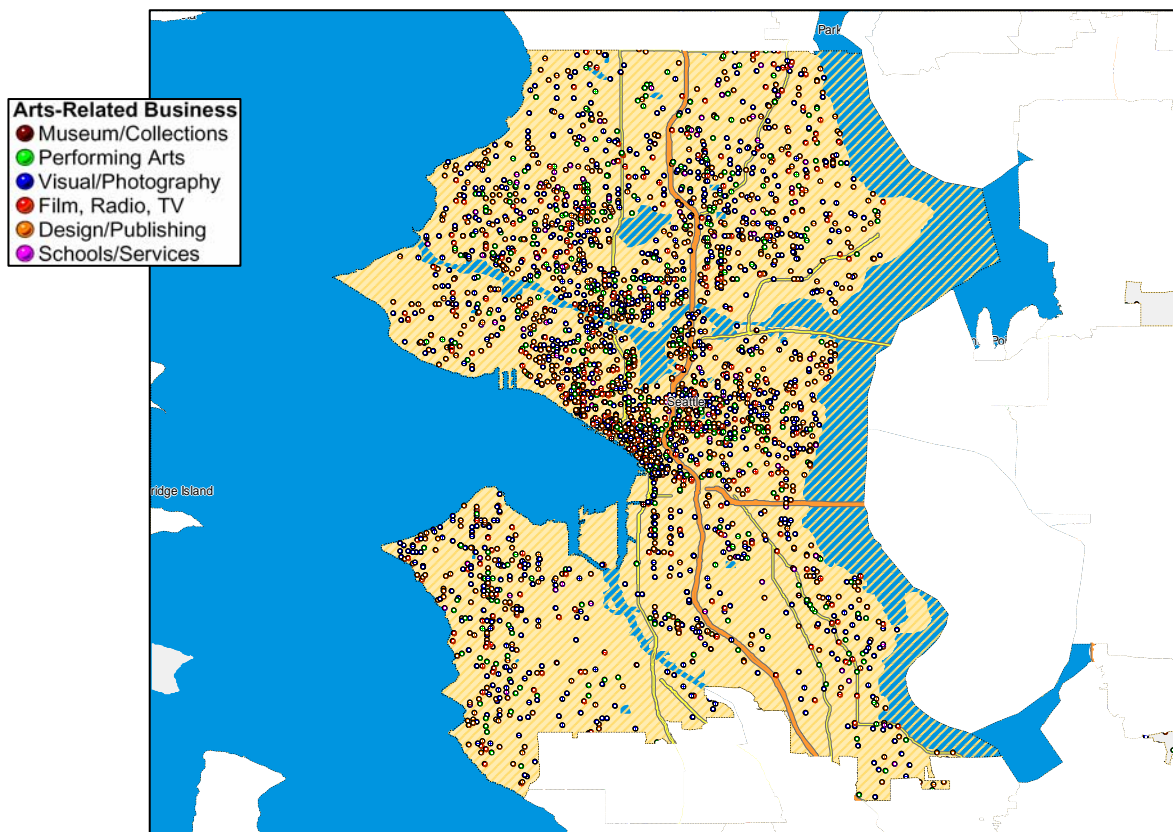 Park
Arts-Related Business
Museum/Collections
Performing Arts
Visual/Photography
Film, Radio, TV
Design/Publishing
Schools/Services
Seattle
ridge Island